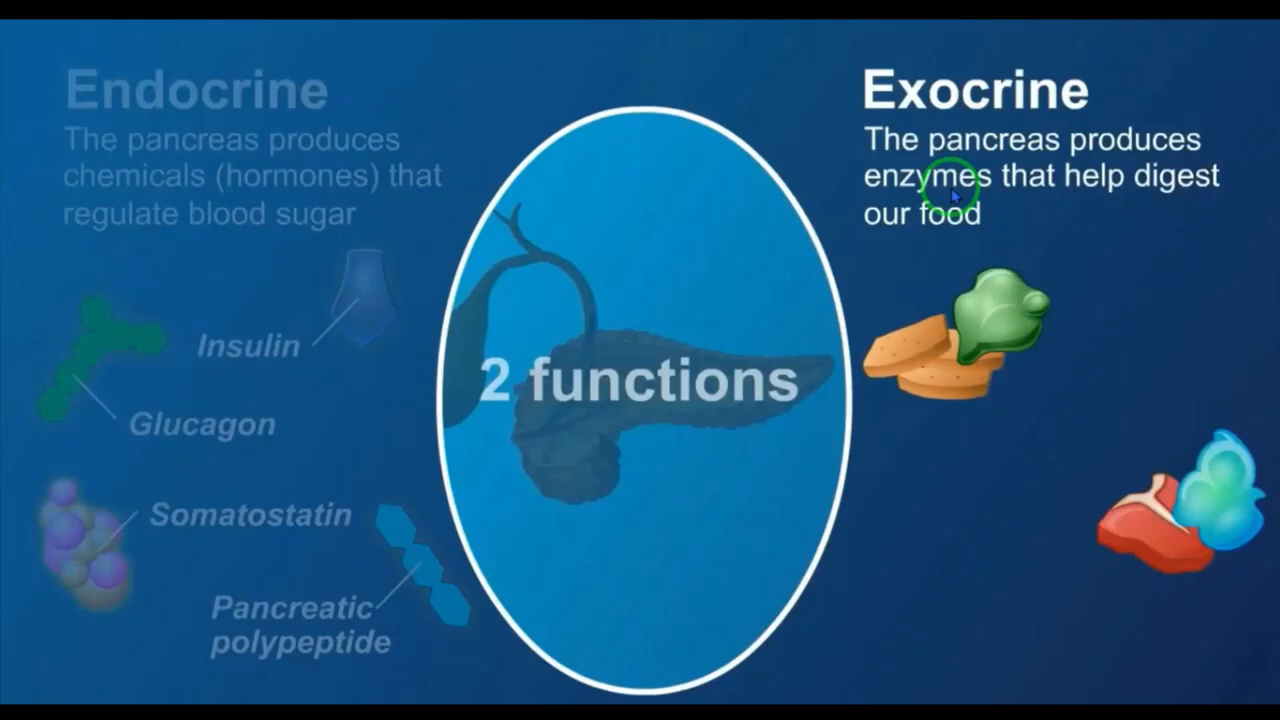 Endocrine
The pancreas produces
chemicals (hormones) that
regulate blood sugar
Insulin
Glucagon
Somatostatin
Pancreatic
polypeptide
2 functions
Exocrine
The pancreas produces
enzymes that help digest
our food